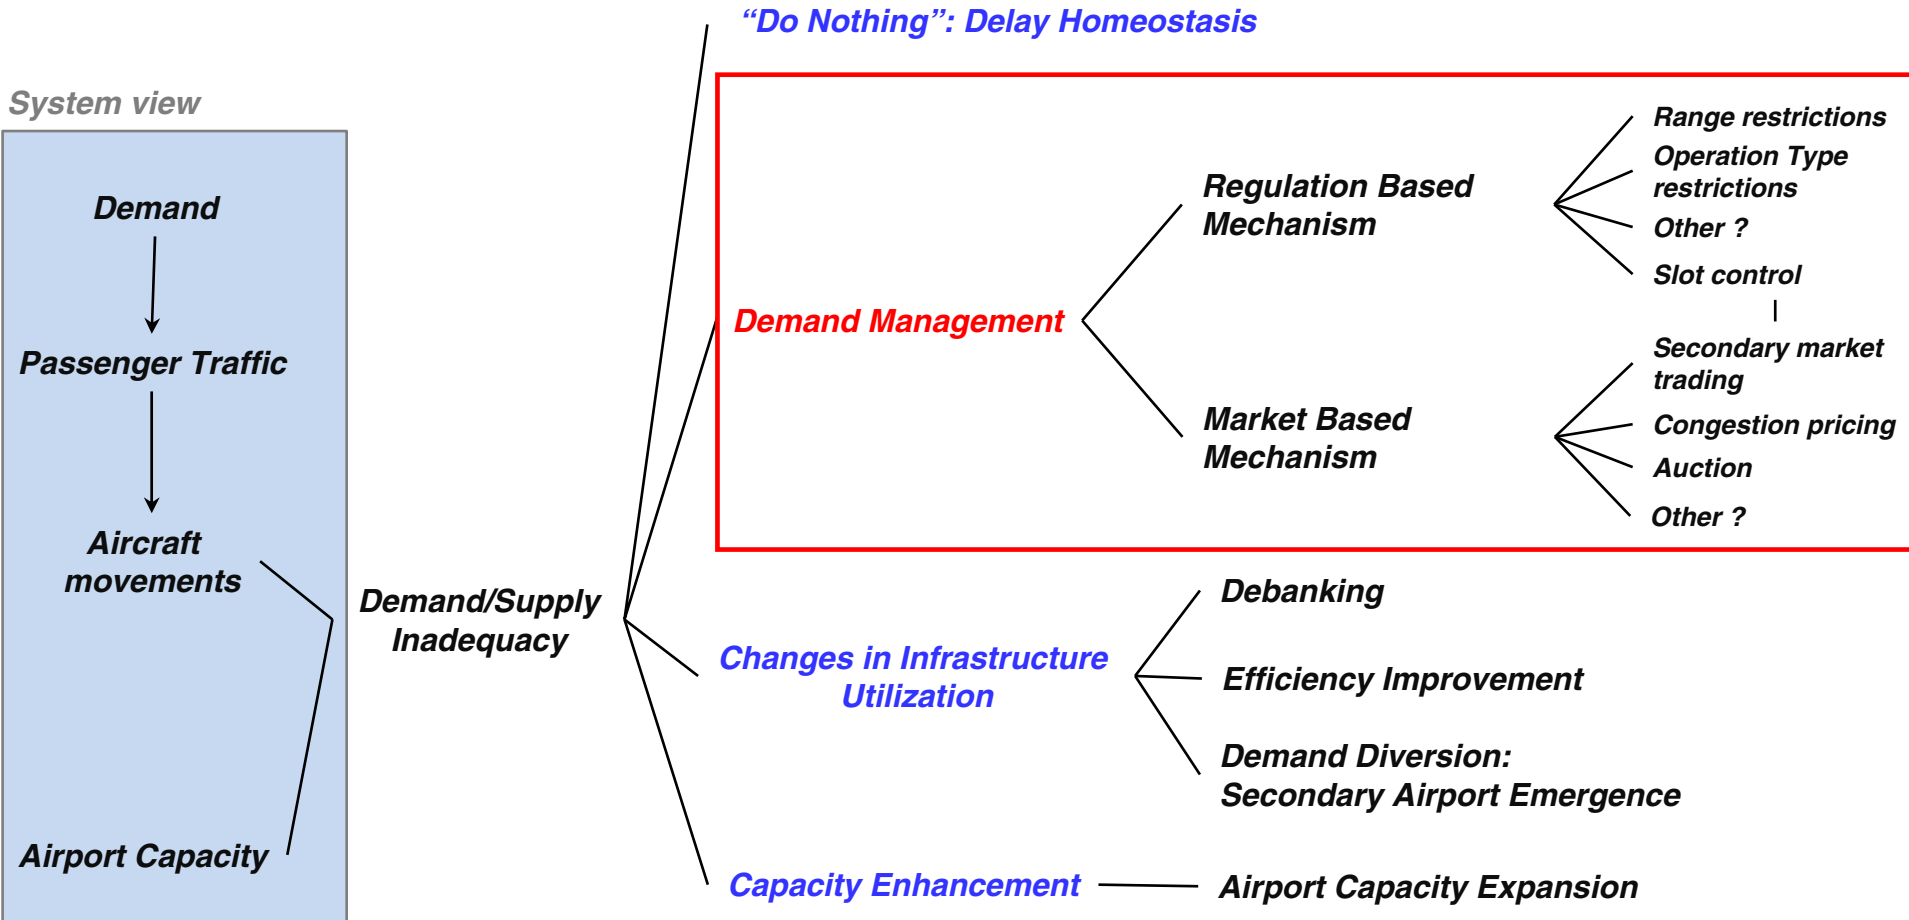 “Do Nothing”: Delay Homeostasis
System view
Demand
Passenger Traffic
Aircraft
movements
Airport Capacity
Demand/Supply
Inadequacy
Demand Management
Regulation Based
Mechanism
Range restrictions
Operation Type
restrictions
Other ?
Slot control
Market Based
Mechanism
Secondary market
trading
Congestion pricing
Auction
Other ?
Changes in Infrastructure
Utilization
Debanking
Efficiency Improvement
Demand Diversion:
Secondary Airport Emergence
Capacity Enhancement
Airport Capacity Expansion